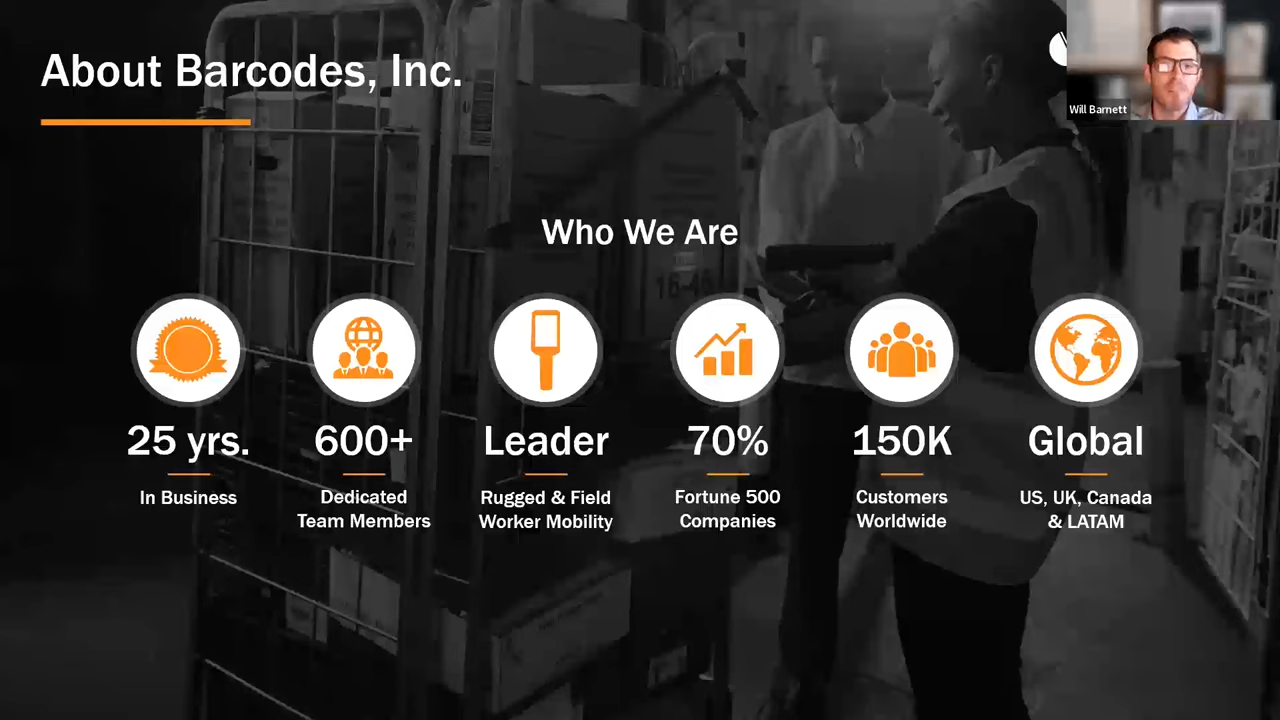 About Barcodes, Inc.
Will Barnett
Who We Are
25 yrs.
In Business
600+
Dedicated
Team Members
Leader
Rugged & Field
Worker Mobility
70%
Fortune 500
Companies
150K
Customers
Worldwide
Global
US, UK, Canada
& LATAM